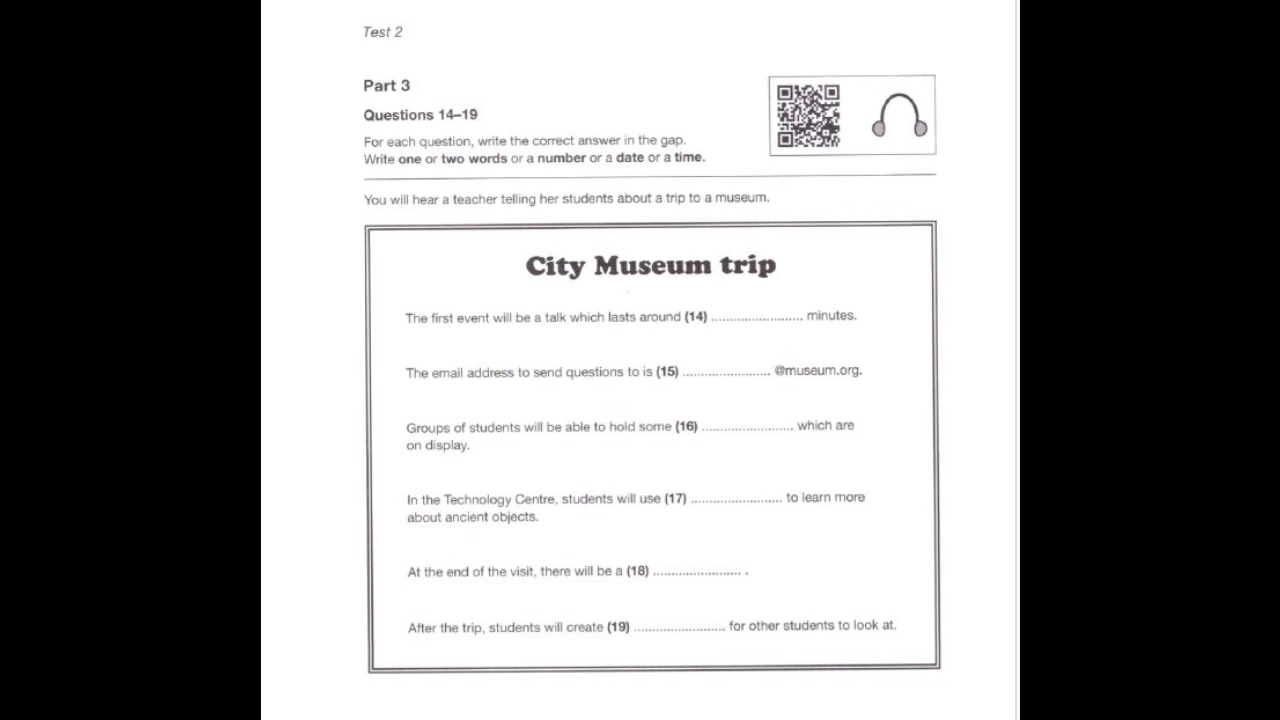 Test 2
Part 3
Questions 14–19
For each question, write the correct answer in the gap.
Write one or two words or a number or a date or a time.
You will hear a teacher telling her students about a trip to a museum.
City Museum trip
The first event will be a talk which lasts around (14) ........................ minutes.
The email address to send questions to is (15) ........................ @museum.org.
Groups of students will be able to hold some (16) ........................ which are
on display.
In the Technology Centre, students will use (17) ........................ to learn more
about ancient objects.
At the end of the visit, there will be a (18) ........................ .
After the trip, students will create (19) ........................ for other students to look at.